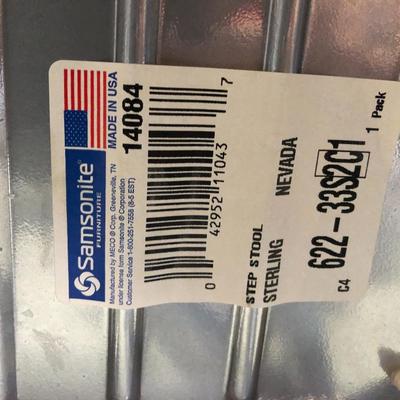 Samsonite®
FURNITURE
MADE IN USA
Manufactured by MECO ® Corp. Greeneville, TN
under license form Samsonite ® Corporation
Customer Service 1-800-251-7558 (8-5 EST)
14084
0 42952 11043 7
STEP STOOL
STERLING NEVADA
622-33S2C1
C4 1 Pack